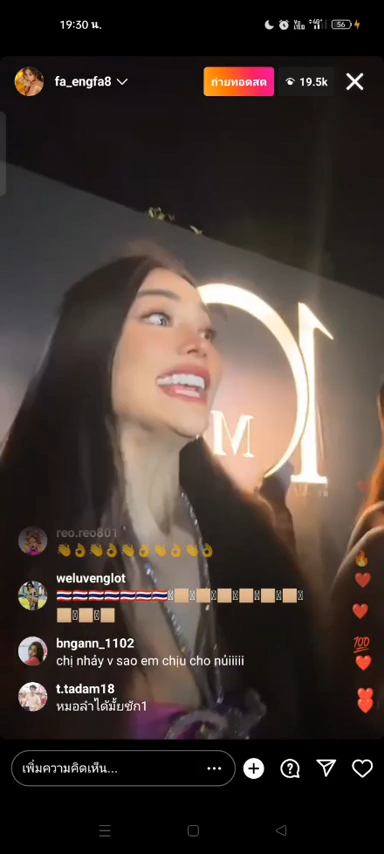 19:30 น.
56
fa_engfa8
ถ่ายทอดสด
19.5k
M
reo.reo801
👏👌👏👌👏👌👏👌👏
weluvenglot
🇹🇭🇹🇭🇹🇭🇹🇭🇹🇭🇹🇭🇹🇭
bngann_1102
chị nhảy v sao em chịu cho nủiiiii
t.tadam18
หมอลำได้มั้ยซัก1
เพิ่มความคิดเห็น...